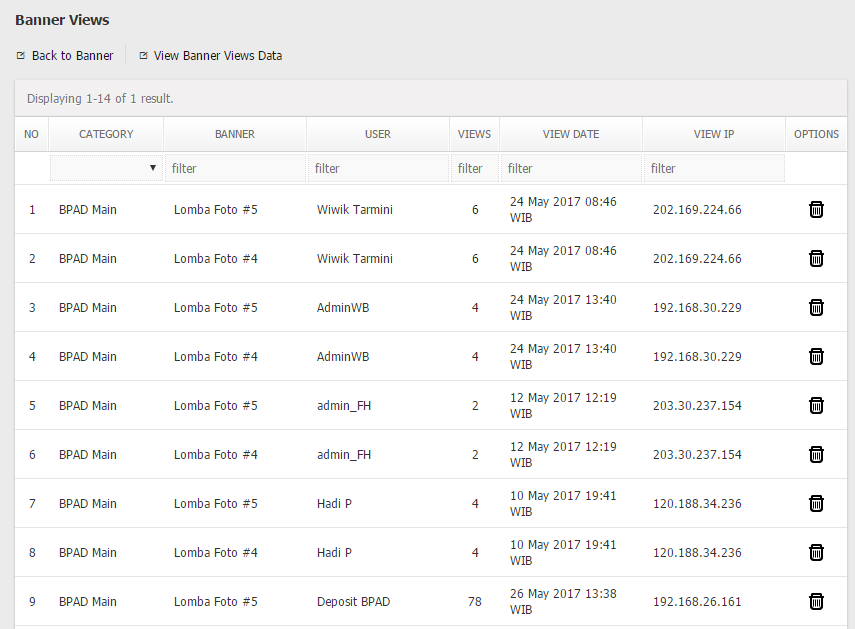 Banner Views
Back to Banner View Banner Views Data
Displaying 1-14 of 1 result.
NO CATEGORY BANNER USER VIEWS VIEW DATE VIEW IP OPTIONS
filter filter filter filter filter
1 BPAD Main Lomba Foto #5 Wiwik Tarmini 6 24 May 2017 08:46 WIB 202.169.224.66
2 BPAD Main Lomba Foto #4 Wiwik Tarmini 6 24 May 2017 08:46 WIB 202.169.224.66
3 BPAD Main Lomba Foto #5 AdminWB 4 24 May 2017 13:40 WIB 192.168.30.229
4 BPAD Main Lomba Foto #4 AdminWB 4 24 May 2017 13:40 WIB 192.168.30.229
5 BPAD Main Lomba Foto #5 admin_FH 2 12 May 2017 12:19 WIB 203.30.237.154
6 BPAD Main Lomba Foto #4 admin_FH 2 12 May 2017 12:19 WIB 203.30.237.154
7 BPAD Main Lomba Foto #5 Hadi P 4 10 May 2017 19:41 WIB 120.188.34.236
8 BPAD Main Lomba Foto #4 Hadi P 4 10 May 2017 19:41 WIB 120.188.34.236
9 BPAD Main Lomba Foto #5 Deposit BPAD 78 26 May 2017 13:38 WIB 192.168.26.161